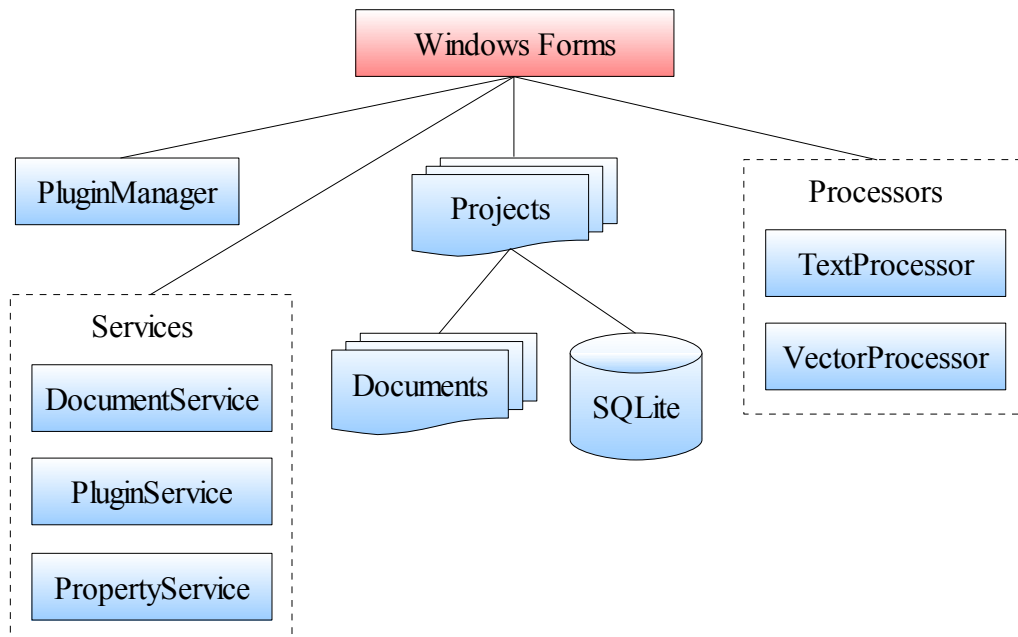 Windows Forms
PluginManager
Projects
Processors
TextProcessor
VectorProcessor
Services
DocumentService
PluginService
PropertyService
Documents
SQLite